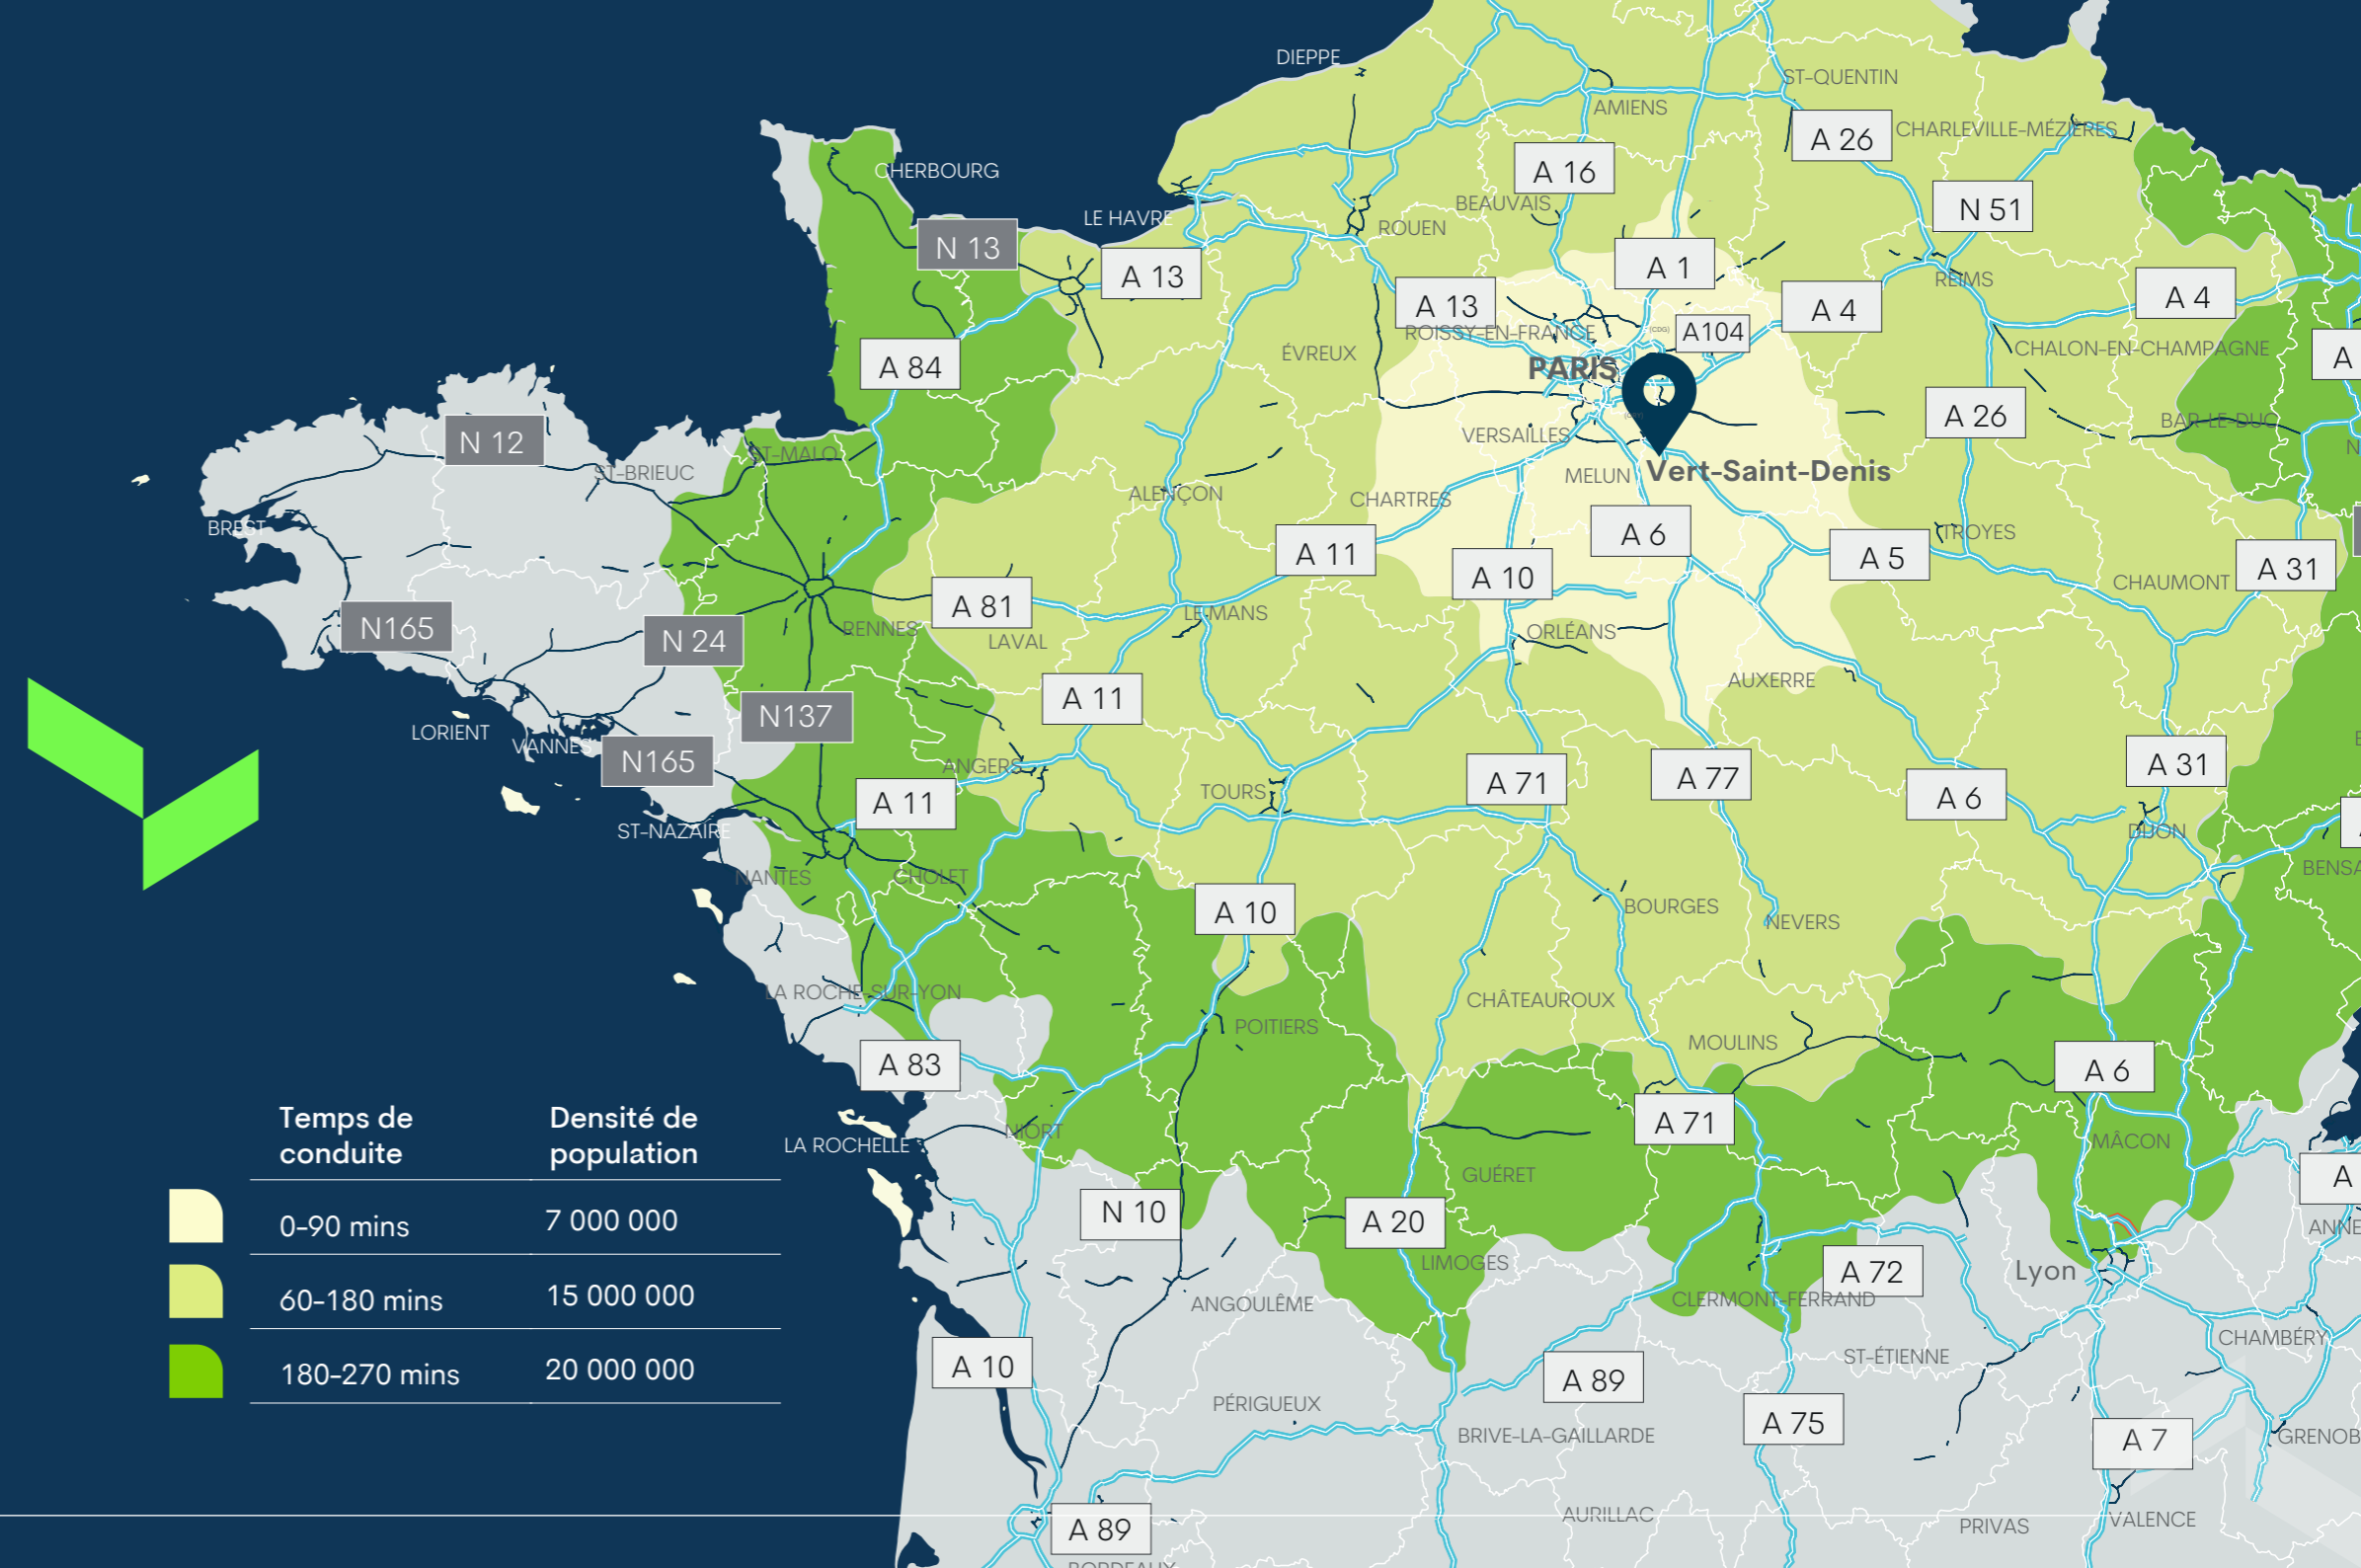 DIEPPE
ST-QUENTIN
AMIENS
A 26
CHARLEVILLE-MÉZIÈRES
CHERBOURG
A 16
BEAUVAIS
N 51
LE HAVRE
ROUEN
N 13
A 13
A 1
REIMS
A 13
A 4
A 4
ROISSY-EN-FRANCE
(CDG)
A104
ÉVREUX
CHALON-EN-CHAMPAGNE
A
A 84
PARIS
A 26
BAR-LE-DUC
N 12
ST-MALO
VERSAILLES
N
ST-BRIEUC
MELUN
Vert-Saint-Denis
ALENÇON
CHARTRES
BREST
A 6
TROYES
A 11
A 5
A 31
A 10
CHAUMONT
A 81
LE MANS
N165
RENNES
ORLÉANS
N 24
LAVAL
AUXERRE
A 11
N137
LORIENT
VANNES
N165
ANGERS
A 31
A 71
A 77
TOURS
A 6
A 11
ST-NAZAIRE
DIJON
BENSA
NANTES
CHOLET
A 10
BOURGES
NEVERS
LA ROCHE-SUR-YON
CHÂTEAUROUX
POITIERS
MOULINS
A 83
A 6
A 71
Temps de
conduite
Densité de
population
LA ROCHELLE
NIORT
MÂCON
GUÉRET
A
0-90 mins
7 000 000
N 10
A 20
ANNE
LIMOGES
A 72
Lyon
60-180 mins
15 000 000
ANGOULÊME
CLERMONT-FERRAND
CHAMBÉRY
180-270 mins
20 000 000
A 10
ST-ÉTIENNE
A 89
PÉRIGUEUX
A 75
BRIVE-LA-GAILLARDE
A 7
GRENOB
A 89
AURILLAC
PRIVAS
VALENCE
BORDEAUX